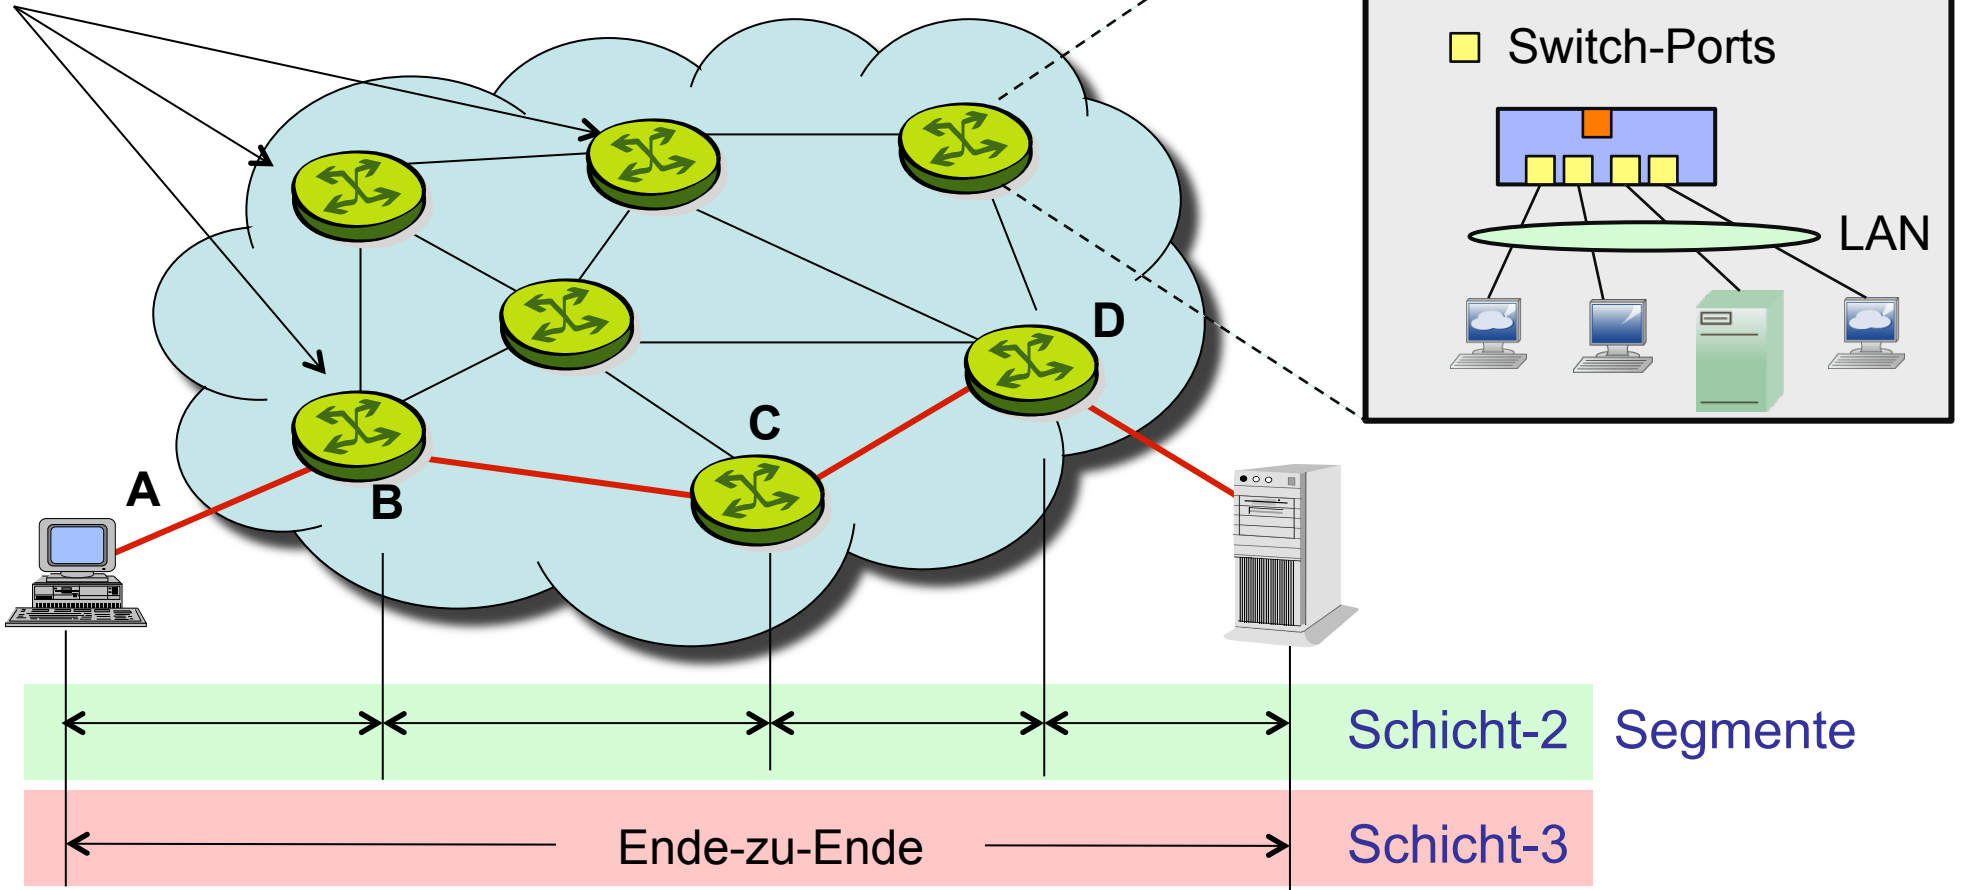 Switch-Ports
LAN
D
C
A
B
Schicht-2 Segmente
Ende-zu-Ende Schicht-3